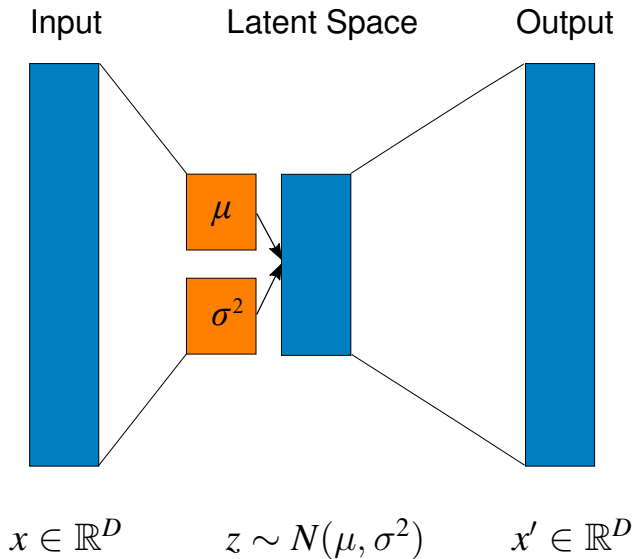 Input Latent Space Output
μ
σ²
x ∈ ℝᴰ z ∼ N(μ, σ²) x′ ∈ ℝᴰ